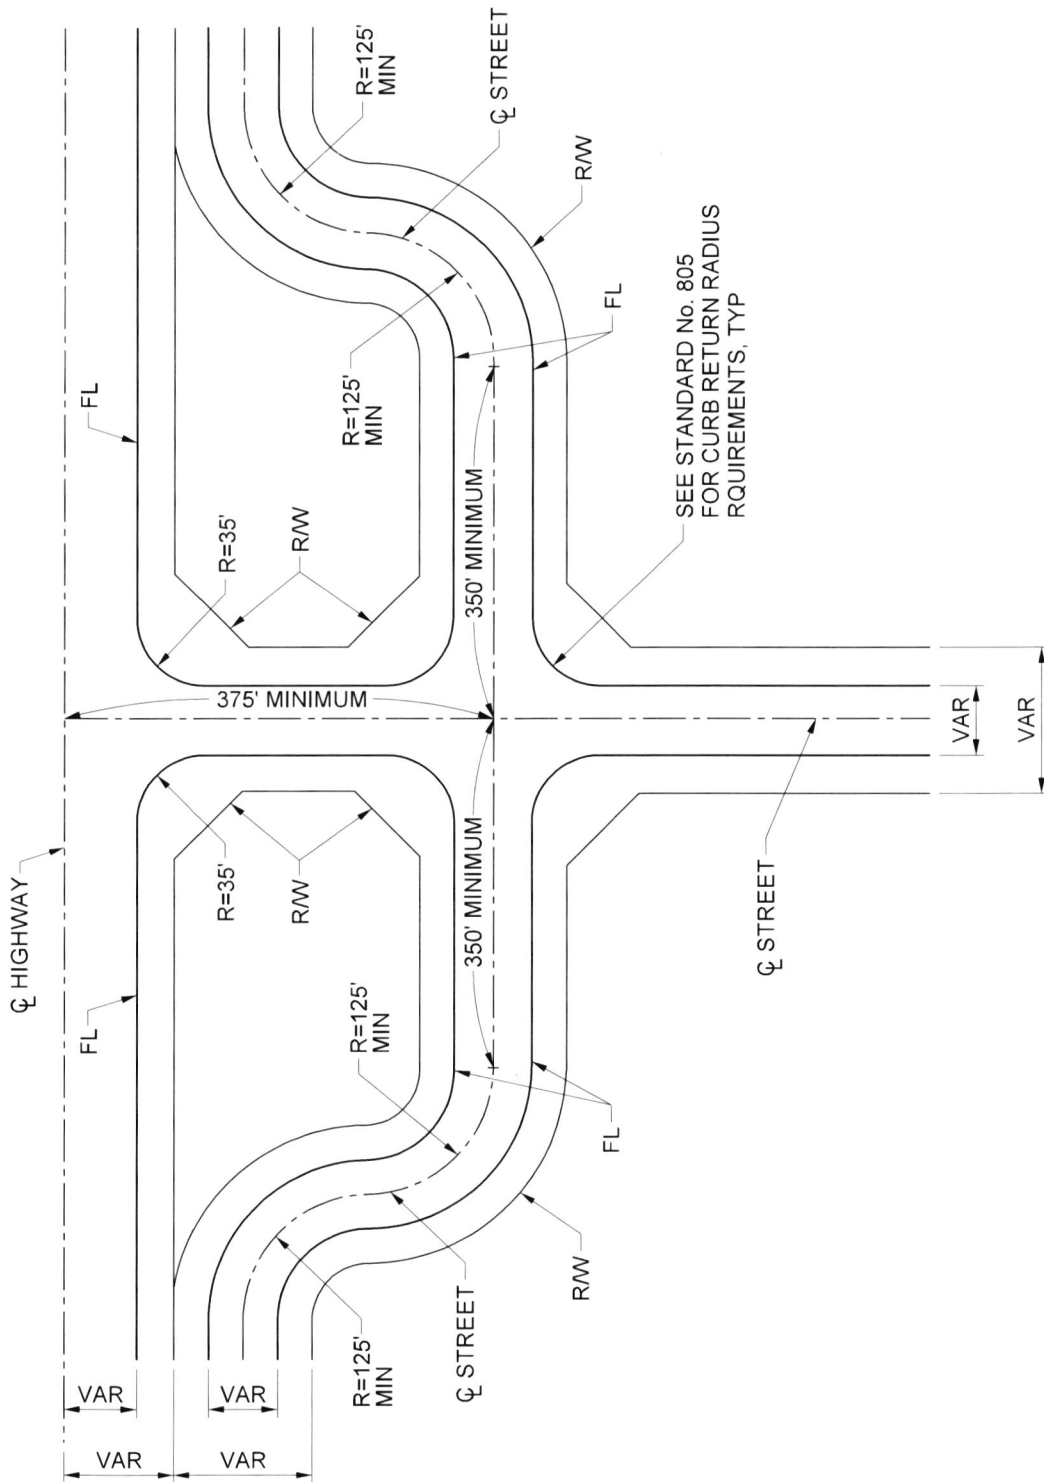 ℄ HIGHWAY
FL
FL
R=35'
R=35'
R/W
R/W
375' MINIMUM
350' MINIMUM
350' MINIMUM
R=125'
MIN
R=125'
MIN
R=125'
MIN
R=125'
MIN
℄ STREET
℄ STREET
℄ STREET
FL
FL
R/W
R/W
SEE STANDARD No. 805
FOR CURB RETURN RADIUS
RQUIREMENTS, TYP
VAR
VAR
VAR
VAR
VAR
VAR